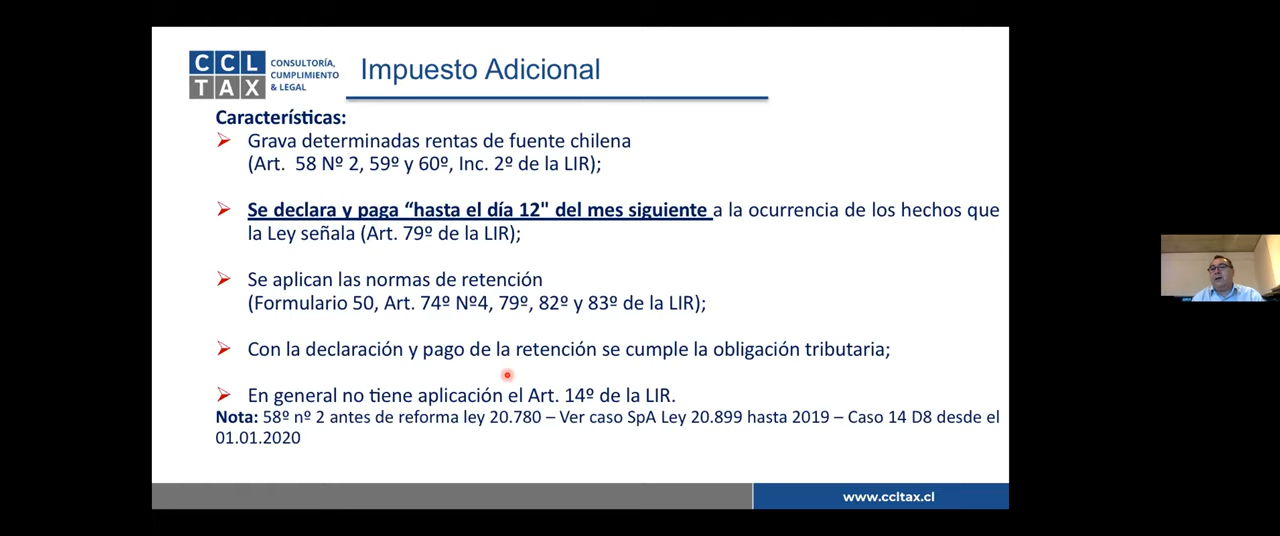 CCL
TAX
CONSULTORÍA,
CUMPLIMIENTO
& LEGAL
Impuesto Adicional
Características:
Grava determinadas rentas de fuente chilena
(Art. 58 Nº 2, 59º y 60º, Inc. 2º de la LIR);
Se declara y paga “hasta el día 12" del mes siguiente a la ocurrencia de los hechos que
la Ley señala (Art. 79º de la LIR);
Se aplican las normas de retención
(Formulario 50, Art. 74º Nº4, 79º, 82º y 83º de la LIR);
Con la declaración y pago de la retención se cumple la obligación tributaria;
En general no tiene aplicación el Art. 14º de la LIR.
Nota: 58º nº 2 antes de reforma ley 20.780 – Ver caso SpA Ley 20.899 hasta 2019 – Caso 14 D8 desde el
01.01.2020
www.ccltax.cl